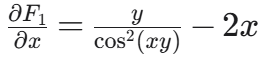 ∂F₁/∂x = y/cos²(xy) − 2x